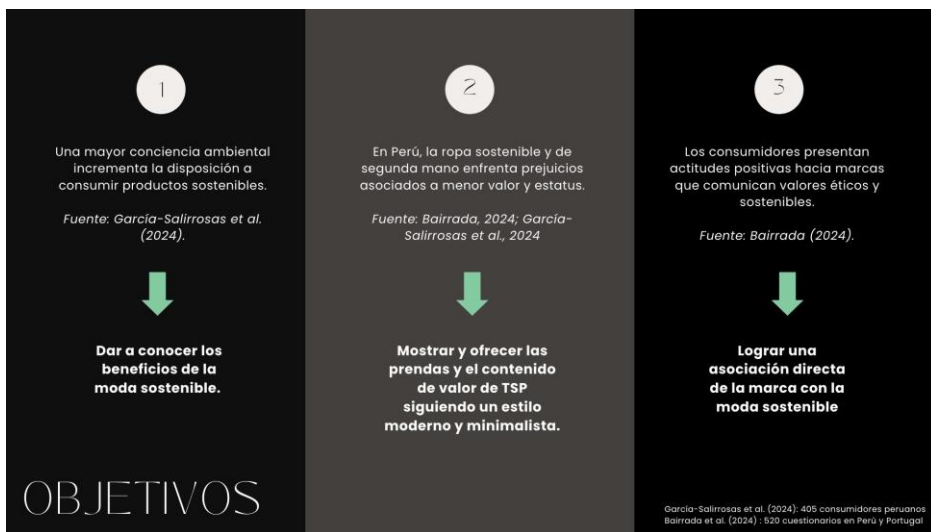 1
Una mayor conciencia ambiental
incrementa la disposición a
consumir productos sostenibles.
Fuente: García-Salirrosas et al.
(2024).
Dar a conocer los
beneficios de la
moda sostenible.
2
En Perú, la ropa sostenible y de
segunda mano enfrenta prejuicios
asociados a menor valor y estatus.
Fuente: Bairrada, 2024; García-
Salirrosas et al., 2024
Mostrar y ofrecer las
prendas y el contenido
de valor de TSP
siguiendo un estilo
moderno y minimalista.
3
Los consumidores presentan
actitudes positivas hacia marcas
que comunican valores éticos y
sostenibles.
Fuente: Bairrada (2024).
Lograr una
asociación directa
de la marca con la
moda sostenible
OBJETIVOS
García-Salirrosas et al. (2024): 405 consumidores peruanos
Bairrada et al. (2024) : 520 cuestionarios en Perú y Portugal